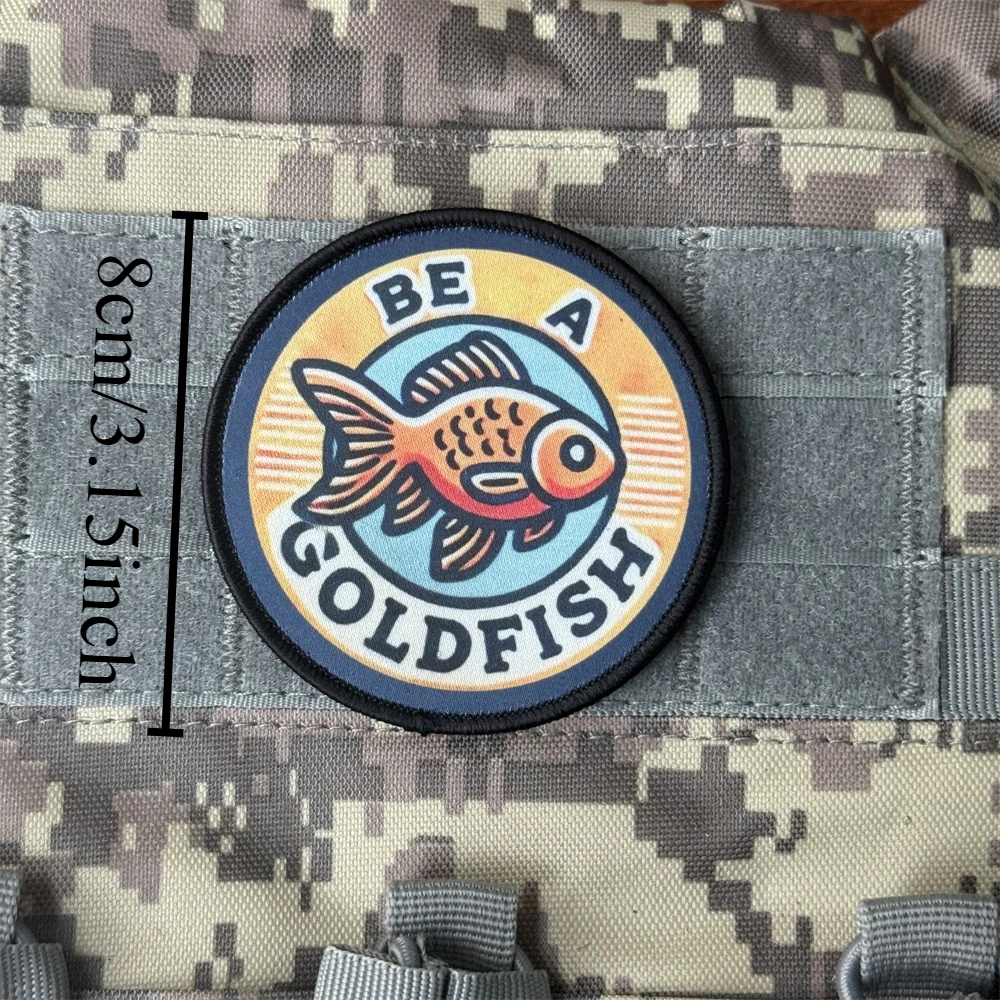 BE A
GOLDFISH
8cm/3.15inch